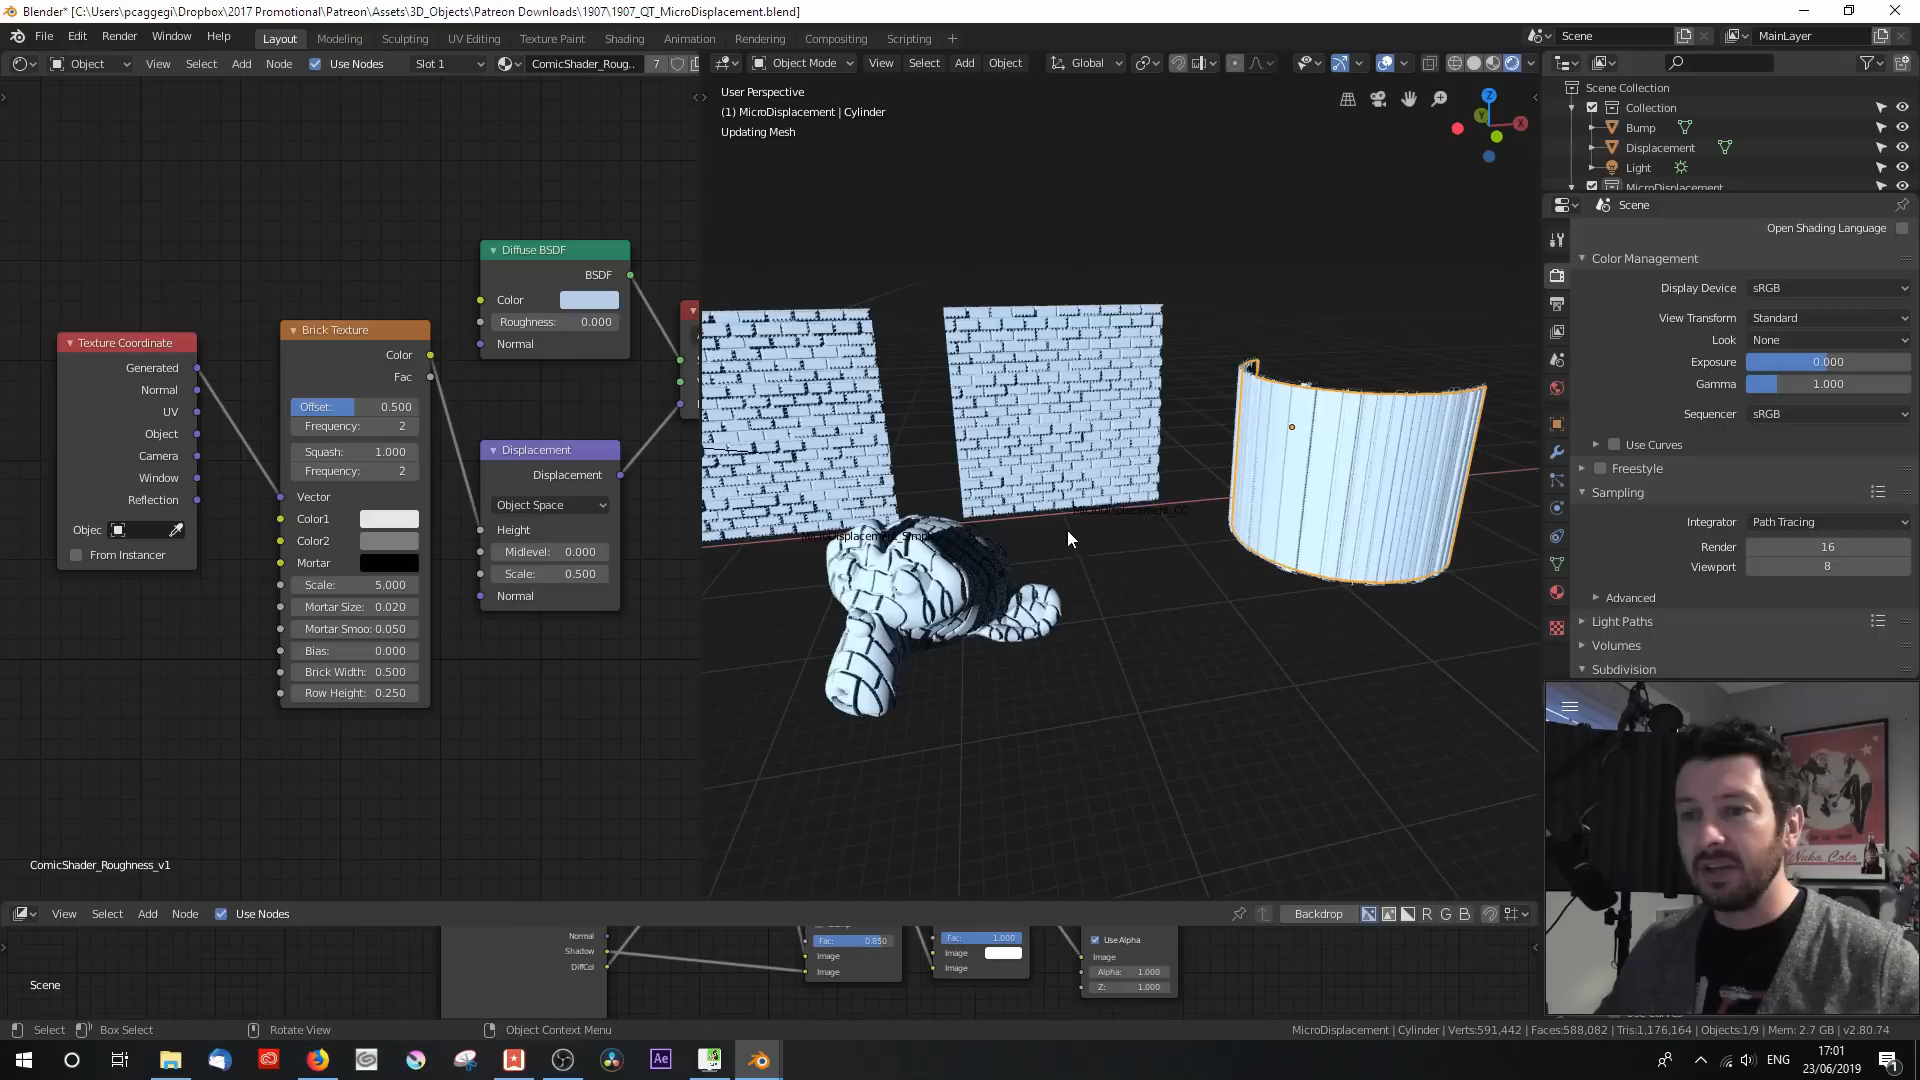 Blender* [C:\Users\pcaggegi\Dropbox\2017 Promotional\Patreon\Assets\3D_Objects\Patreon Downloads\1907\1907_QT_MicroDisplacement.blend]
File Edit Render Window Help Layout Modeling Sculpting UV Editing Texture Paint Shading Animation Rendering Compositing Scripting + Scene MainLayer
Object View Select Add Node Use Nodes Slot 1 ComicShader_Roug.. 7 Object Mode View Select Add Object Global
User Perspective
(1) MicroDisplacement | Cylinder
Updating Mesh
Z
Y
X
Scene Collection
Collection
Bump
Displacement
Light
MicroDisplacement
Scene
Open Shading Language
Color Management
Display Device sRGB
View Transform Standard
Look None
Exposure 0.000
Gamma 1.000
Sequencer sRGB
Use Curves
Freestyle
Sampling
Integrator Path Tracing
Render 16
Viewport 8
Advanced
Light Paths
Volumes
Subdivision
Texture Coordinate
Generated
Normal
UV
Object
Camera
Window
Reflection
Objec
From Instancer
Brick Texture
Color
Fac
Offset: 0.500
Frequency: 2
Squash: 1.000
Frequency: 2
Vector
Color1
Color2
Mortar
Scale: 5.000
Mortar Size: 0.020
Mortar Smoo: 0.050
Bias: 0.000
Brick Width: 0.500
Row Height: 0.250
Diffuse BSDF
BSDF
Color
Roughness: 0.000
Normal
Displacement
Displacement
Object Space
Height
Midlevel: 0.000
Scale: 0.500
Normal
MicroDisplacement_CC
ComicShader_Roughness_v1
Nuka Cola
View Select Add Node Use Nodes Backdrop R G B
Normal
Shadow
DiffCol
Fac: 0.850
Image
Image
Fac: 1.000
Image
Image
Use Alpha
Image
Alpha: 1.000
Z: 1.000
Scene
Select Box Select Rotate View Object Context Menu MicroDisplacement | Cylinder | Verts:591,442 | Faces:588,082 | Tris:1,176,164 | Objects:1/9 | Mem: 2.7 GB | v2.80.74
Ae
ENG
17:01
23/06/2019
1